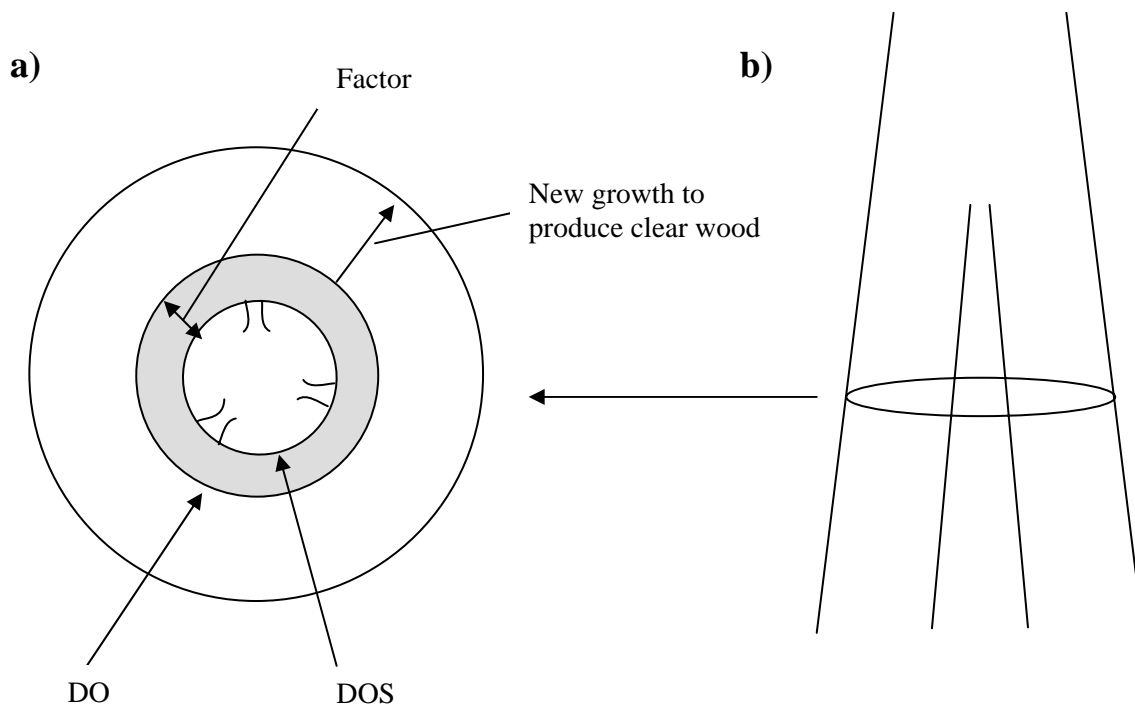 a)
Factor
b)
New growth to
produce clear wood
DO
DOS